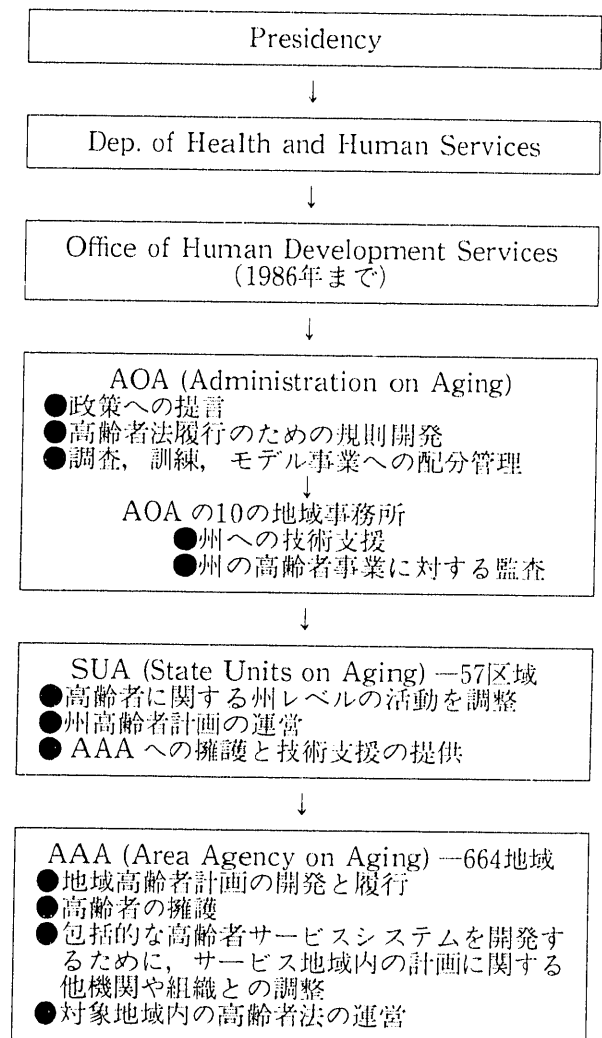 Presidency
↓
Dep. of Health and Human Services
↓
Office of Human Development Services
(1986年まで)
↓
AOA (Administration on Aging)
●政策への提言
●高齢者法履行のための規則開発
●調査，訓練，モデル事業への配分管理
↓
AOA の10の地域事務所
●州への技術支援
●州の高齢者事業に対する監査
↓
SUA (State Units on Aging) —57区域
●高齢者に関する州レベルの活動を調整
●州高齢者計画の運営
● AAA への擁護と技術支援の提供
↓
AAA (Area Agency on Aging) —664地域
●地域高齢者計画の開発と履行
●高齢者の擁護
●包括的な高齢者サービスシステムを開発す
るために，サービス地域内の計画に関する
他機関や組織との調整
●対象地域内の高齢者法の運営